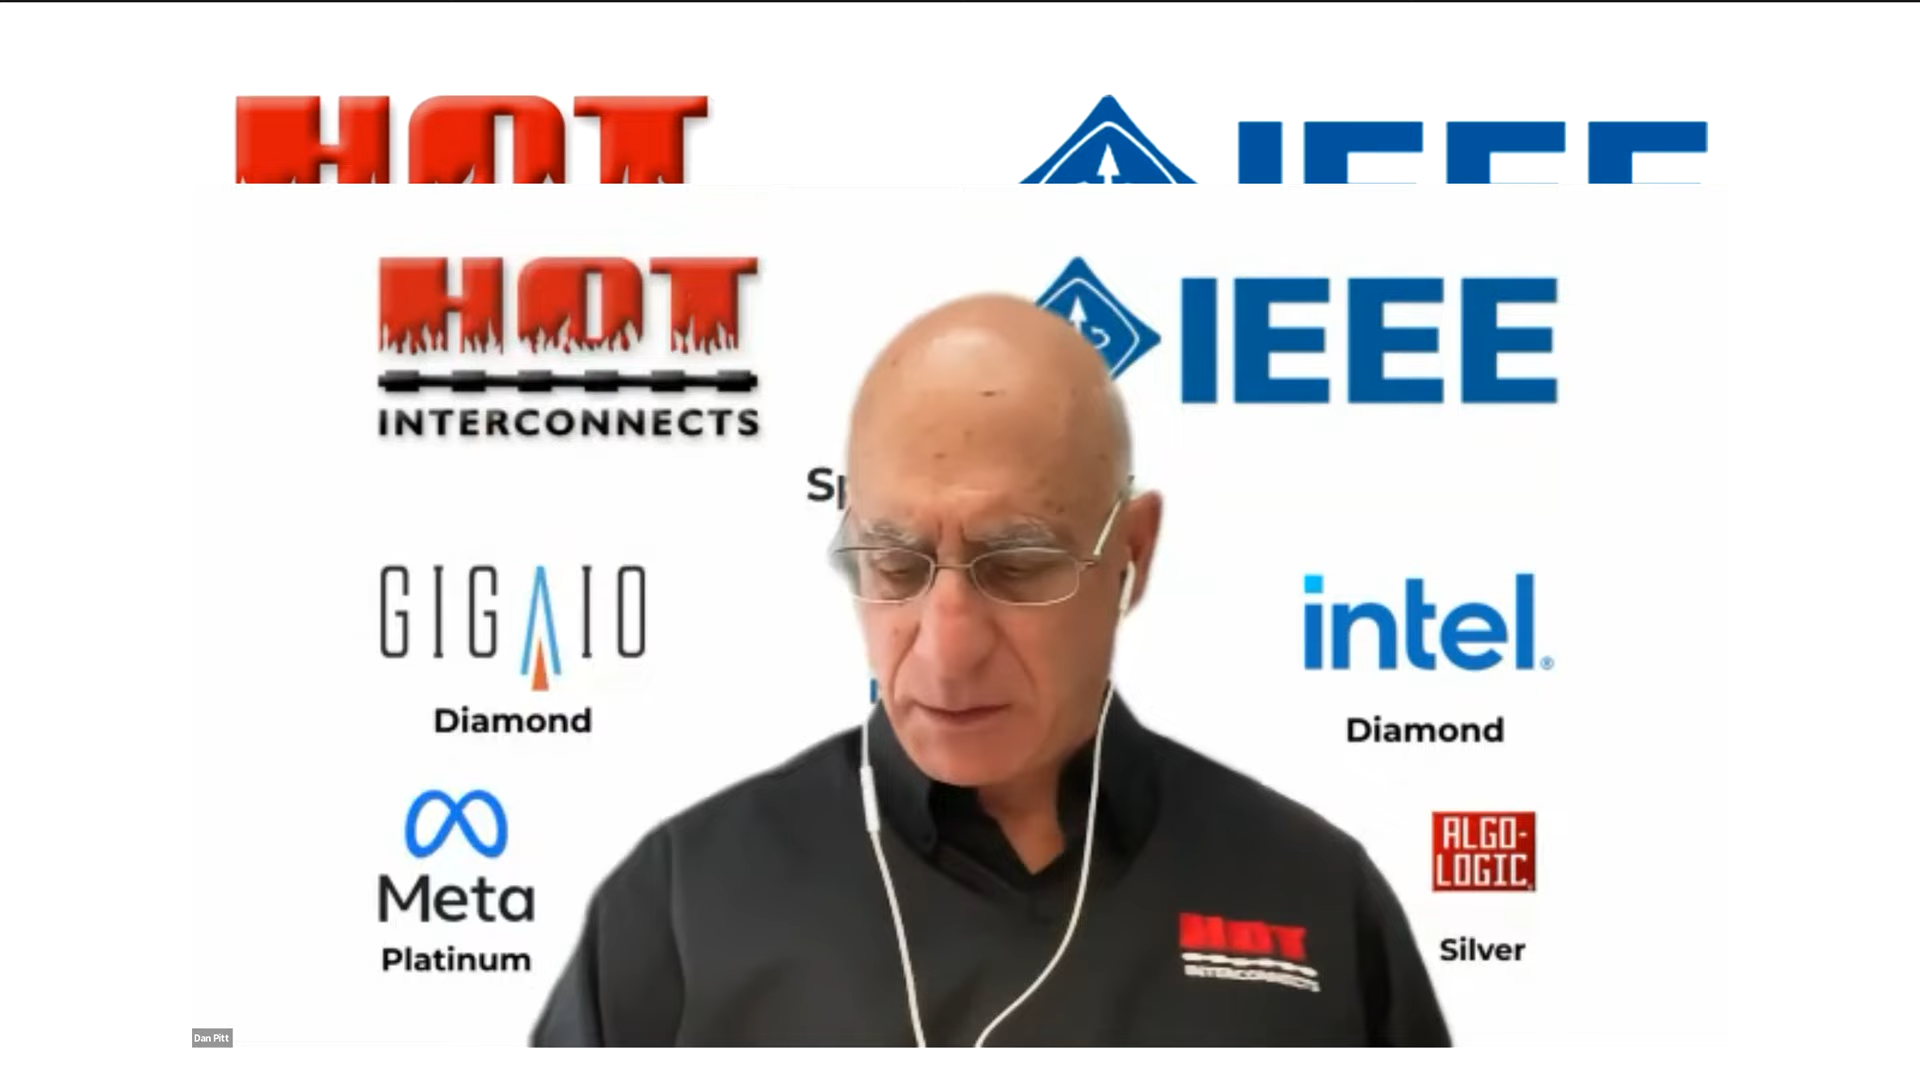 HOT
IEEE
HOT
INTERCONNECTS
IEEE
GIGAIO
Diamond
intel
Diamond
Meta
Platinum
ALGO-
LOGIC
Silver
HOT
INTERCONNECTS
Dan Pitt